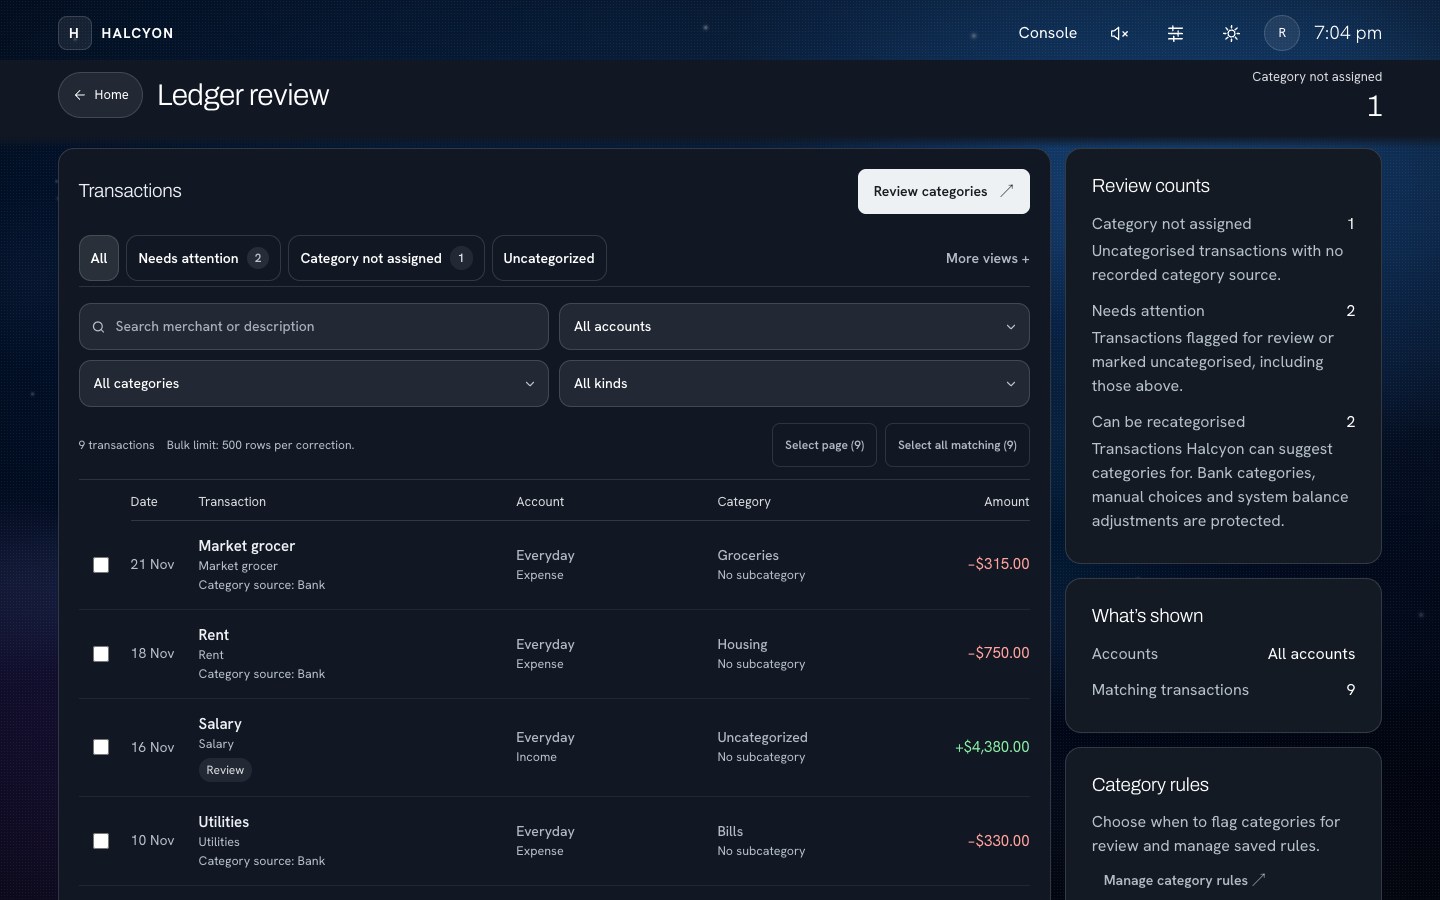 H HALCYON
Console
R
7:04 pm
← Home
Ledger review
Category not assigned
1
Transactions
Review categories
All
Needs attention 2
Category not assigned 1
Uncategorized
More views +
Search merchant or description
All accounts
All categories
All kinds
9 transactions Bulk limit: 500 rows per correction.
Select page (9)
Select all matching (9)
Date Transaction Account Category Amount
21 Nov
Market grocer
Market grocer
Category source: Bank
Everyday
Expense
Groceries
No subcategory
-$315.00
18 Nov
Rent
Rent
Category source: Bank
Everyday
Expense
Housing
No subcategory
-$750.00
16 Nov
Salary
Salary
Review
Everyday
Income
Uncategorized
No subcategory
+$4,380.00
10 Nov
Utilities
Utilities
Category source: Bank
Everyday
Expense
Bills
No subcategory
-$330.00
Review counts
Category not assigned 1
Uncategorised transactions with no
recorded category source.
Needs attention 2
Transactions flagged for review or
marked uncategorised, including
those above.
Can be recategorised 2
Transactions Halcyon can suggest
categories for. Bank categories,
manual choices and system balance
adjustments are protected.
What's shown
Accounts All accounts
Matching transactions 9
Category rules
Choose when to flag categories for
review and manage saved rules.
Manage category rules